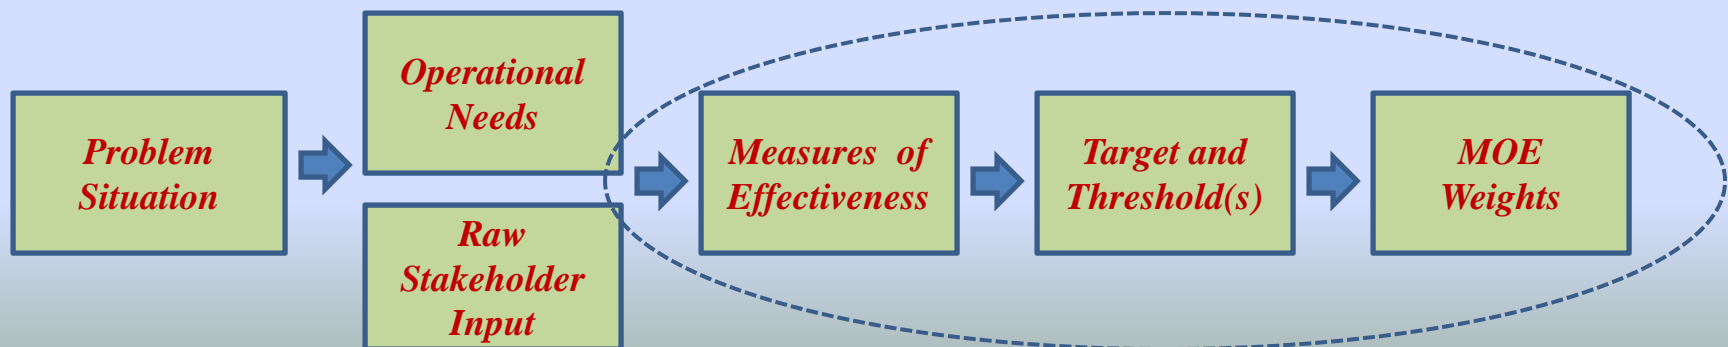 Problem
Situation
Operational
Needs
Raw
Stakeholder
Input
Measures of
Effectiveness
Target and
Threshold(s)
MOE
Weights